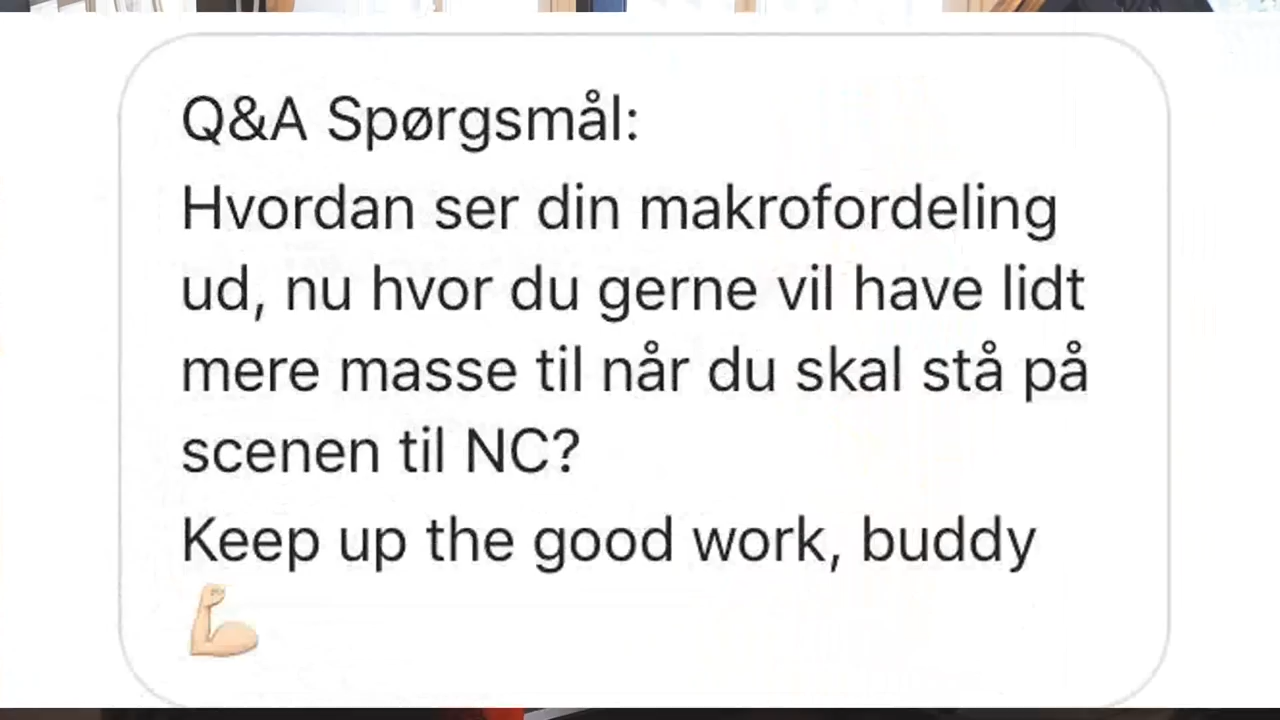 Q&A Spørgsmål:
Hvordan ser din makrofordeling
ud, nu hvor du gerne vil have lidt
mere masse til når du skal stå på
scenen til NC?
Keep up the good work, buddy
💪🏻